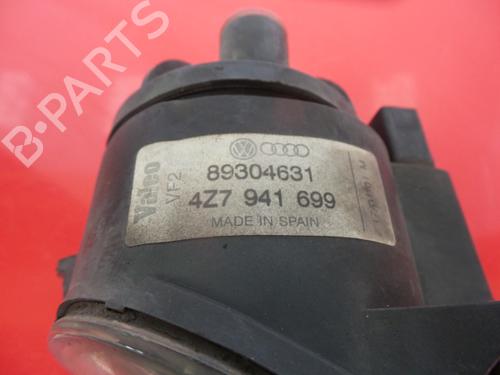 B-PARTS
Valeo
VF2
89304631
4Z7 941 699
MADE IN SPAIN